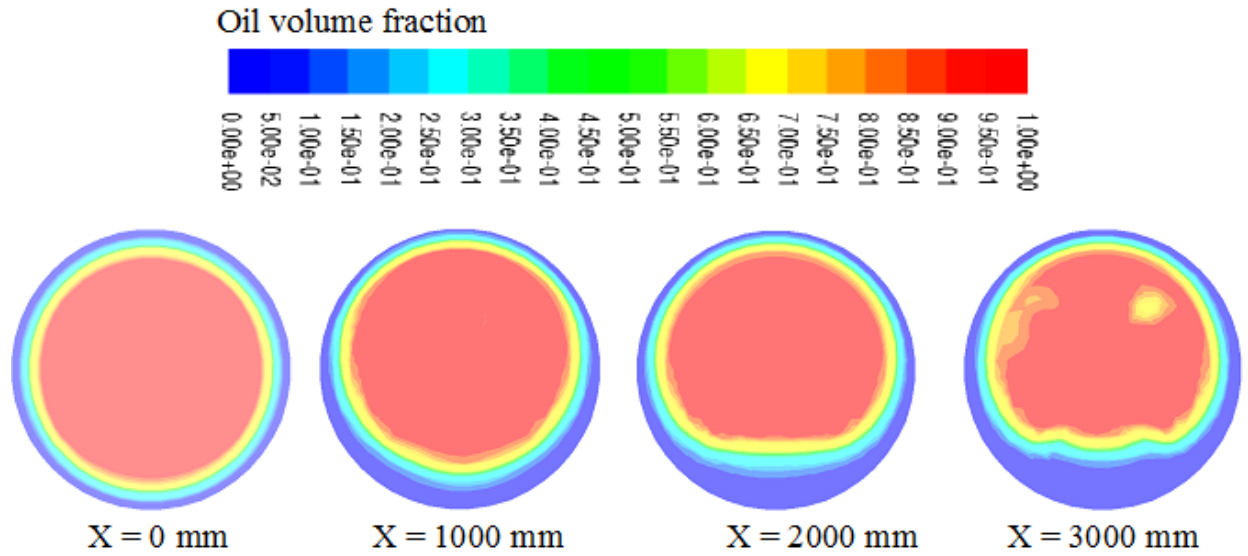 Oil volume fraction
0.00e+00 5.00e-02 1.00e-01 1.50e-01 2.00e-01 2.50e-01 3.00e-01 3.50e-01 4.00e-01 4.50e-01 5.00e-01 5.50e-01 6.00e-01 6.50e-01 7.00e-01 7.50e-01 8.00e-01 8.50e-01 9.00e-01 9.50e-01 1.00e+00
X = 0 mm X = 1000 mm X = 2000 mm X = 3000 mm